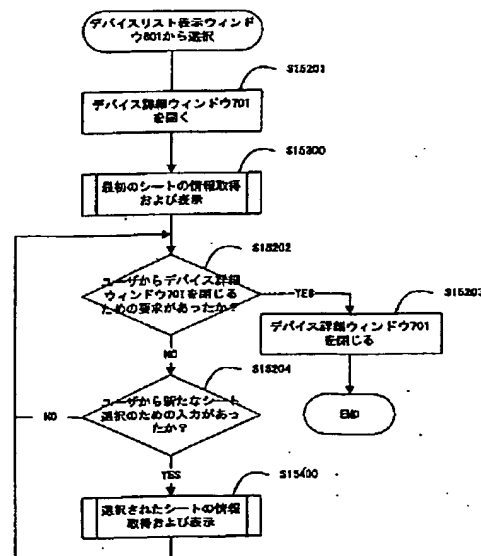 デバイスリスト表示ウィンド
ウ801から選択
S15201
デバイス詳細ウィンドウ701
を開く
S15300
最初のシートの情報取得
および表示
S15202
ユーザからデバイス詳細
ウィンドウ701を閉じる
ための要求があったか?
YES
S15203
デバイス詳細ウィンドウ701
を閉じる
NO
END
S15204
ユーザから新たなシート
選択のための入力があっ
たか?
NO
YES
S15400
選択されたシートの情報
取得および表示